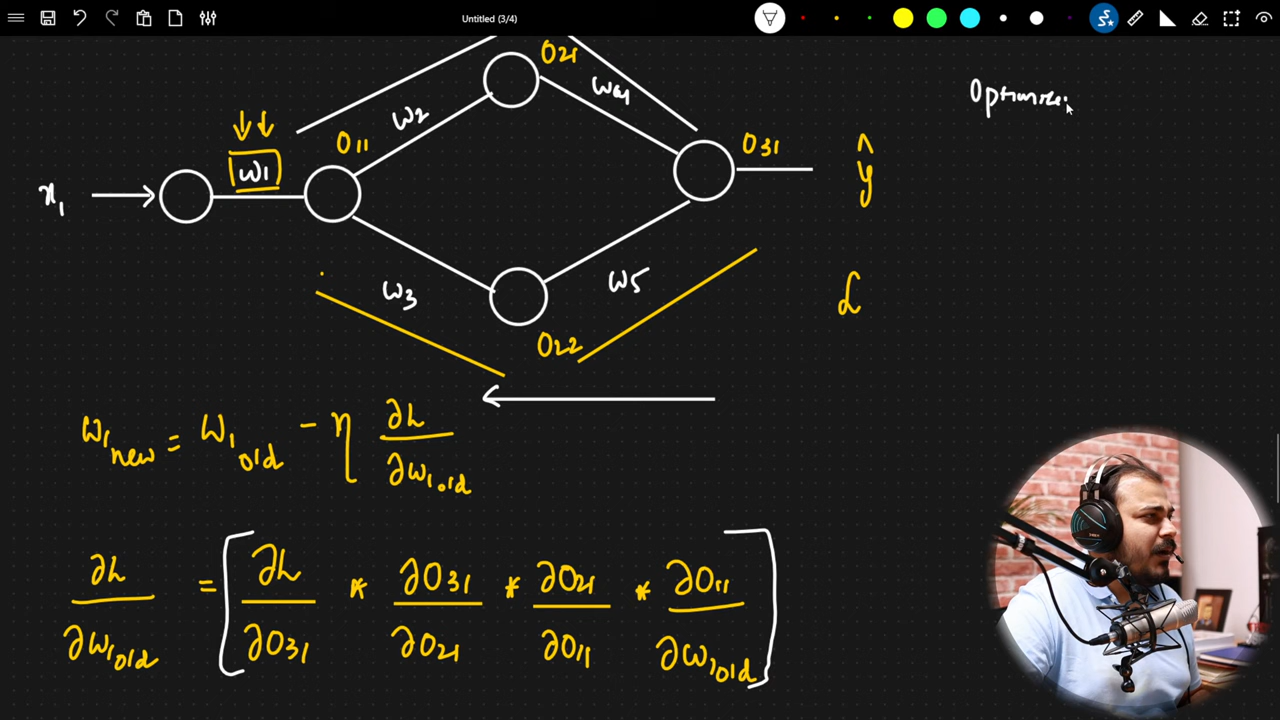 Untitled (3/4)
O21
Optimize
w2
w4
O11
O31
ŷ
w1
x1
w3
w5
L
O22
w1new = w1old - η ∂L/∂w1old
∂L/∂w1old = [∂L/∂O31 * ∂O31/∂O21 * ∂O21/∂O11 * ∂O11/∂w1old]